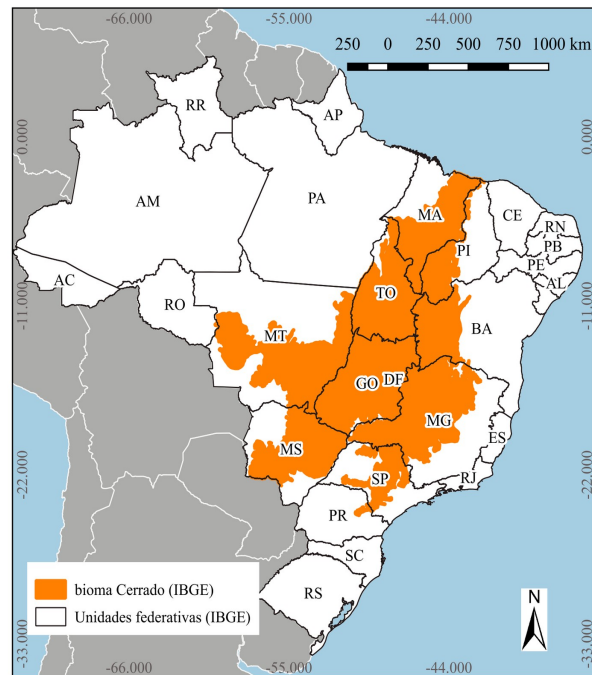 -66.000 -55.000 -44.000
250 0 250 500 1000 km
0.000 0.000
RR AP
AM PA MA CE
RN
PI PB
PE
AC TO AL
-11.000 -11.000
RO BA
MT
GO DF
MG
MS ES
-22.000 SP RJ -22.000
PR
SC
bioma Cerrado (IBGE)
RS
Unidades federativas (IBGE)
N
-33.000 -33.000
-66.000 -55.000 -44.000